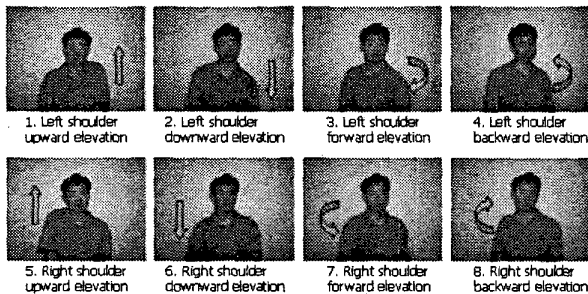 1. Left shoulder
upward elevation
2. Left shoulder
downward elevation
3. Left shoulder
forward elevation
4. Left shoulder
backward elevation
5. Right shoulder
upward elevation
6. Right shoulder
downward elevation
7. Right shoulder
forward elevation
8. Right shoulder
backward elevation